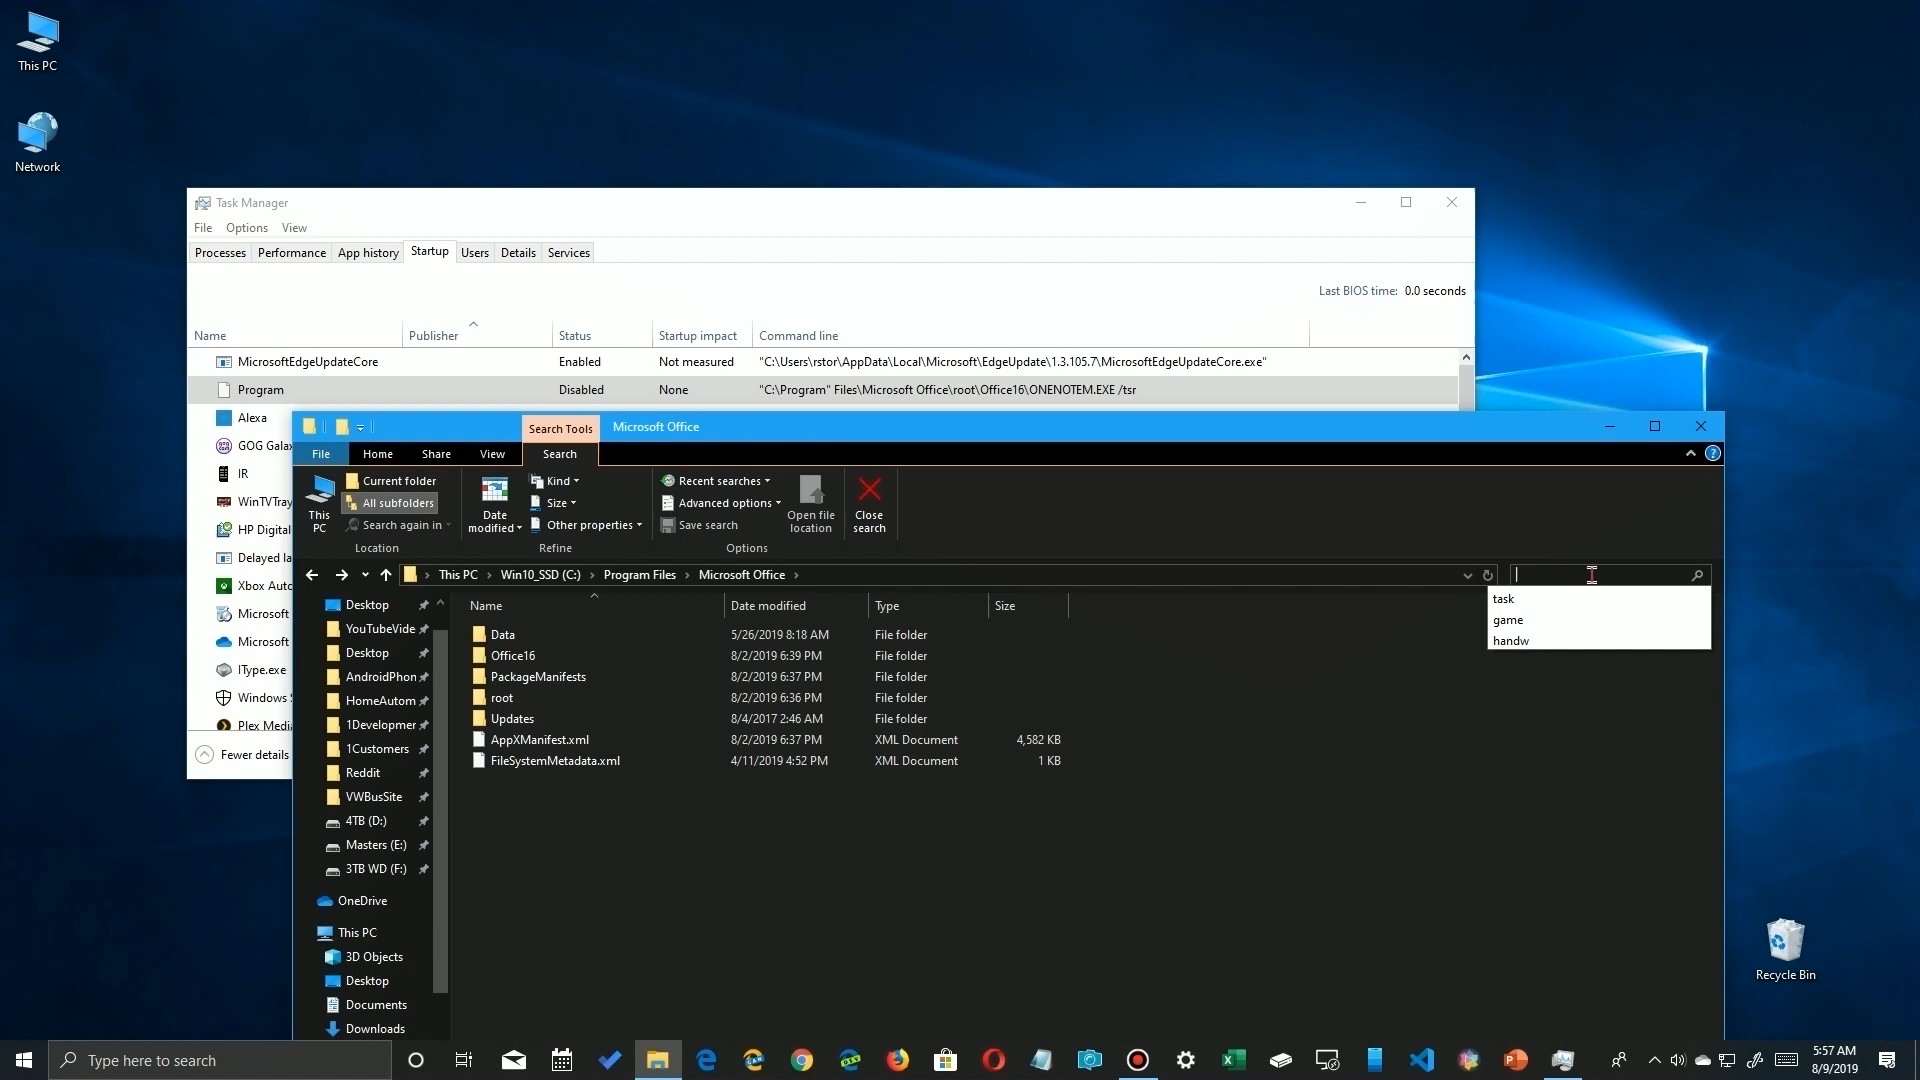 This PC
Network
Task Manager
File Options View
Processes Performance App history Startup Users Details Services
Last BIOS time: 0.0 seconds
Name Publisher Status Startup impact Command line
MicrosoftEdgeUpdateCore Enabled Not measured "C:\Users\rstor\AppData\Local\Microsoft\EdgeUpdate\1.3.105.7\MicrosoftEdgeUpdateCore.exe"
Program Disabled None "C:\Program" Files\Microsoft Office\root\Office16\ONENOTEM.EXE /tsr
Alexa
GOG Gala
IR
WinTVTray
HP Digital
Delayed la
Xbox Auto
Microsoft
Microsoft
IType.exe
Windows
Plex Media
Fewer details
Search Tools Microsoft Office
File Home Share View Search
This PC
Current folder
All subfolders
Search again in
Location
Date modified
Kind
Size
Other properties
Refine
Recent searches
Advanced options
Save search
Options
Open file location
Close search
This PC Win10_SSD (C:) Program Files Microsoft Office
task
game
handw
Desktop
YouTubeVide
Desktop
AndroidPhon
HomeAutom
1Developmer
1Customers
Reddit
VWBusSite
4TB (D:)
Masters (E:)
3TB WD (F:)
OneDrive
This PC
3D Objects
Desktop
Documents
Downloads
Name Date modified Type Size
Data 5/26/2019 8:18 AM File folder
Office16 8/2/2019 6:39 PM File folder
PackageManifests 8/2/2019 6:37 PM File folder
root 8/2/2019 6:36 PM File folder
Updates 8/4/2017 2:46 AM File folder
AppXManifest.xml 8/2/2019 6:37 PM XML Document 4,582 KB
FileSystemMetadata.xml 4/11/2019 4:52 PM XML Document 1 KB
Recycle Bin
Type here to search
5:57 AM
8/9/2019